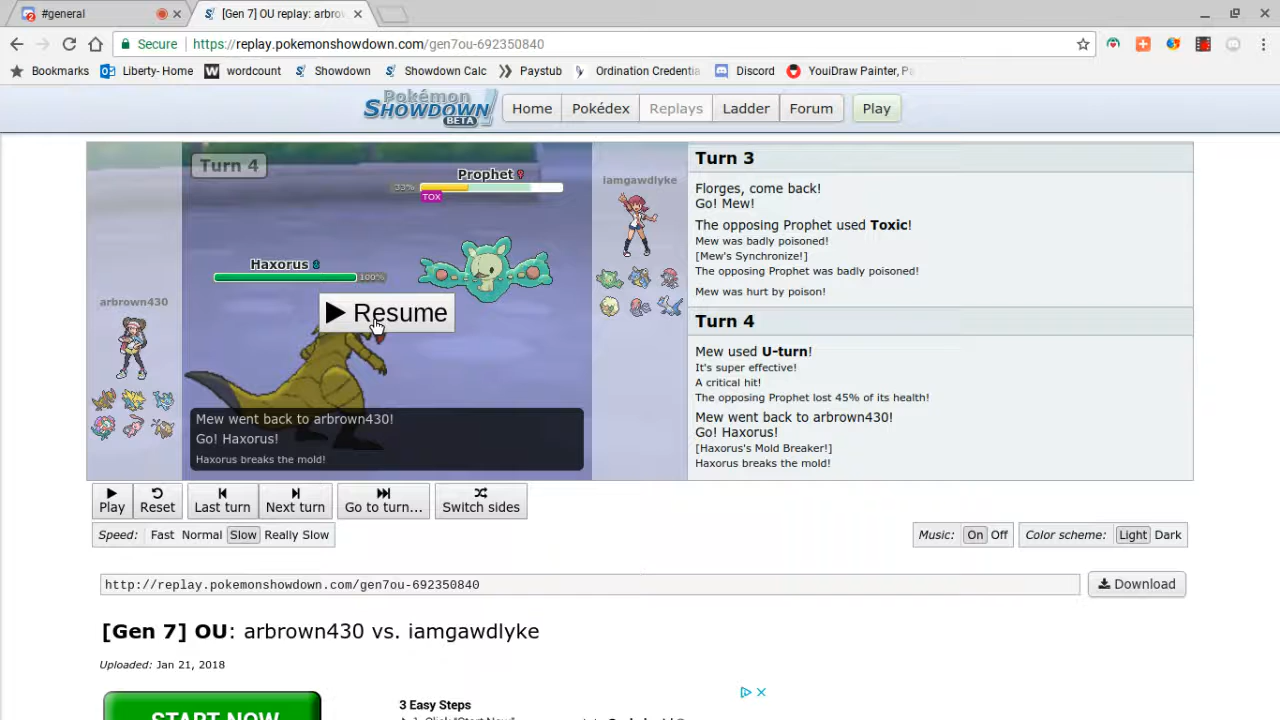 #general
[Gen 7] OU replay: arbrow
Secure
https://replay.pokemonshowdown.com/gen7ou-692350840
Bookmarks
Liberty- Home
wordcount
Showdown
Showdown Calc
Paystub
Ordination Credentia
Discord
YouiDraw Painter, Pa
Pokémon
SHOWDOWN
BETA
Home
Pokédex
Replays
Ladder
Forum
Play
Turn 4
Prophet
33%
TOX
Haxorus
100%
Resume
arbrown430
Iamgawdlyke
Mew went back to arbrown430!
Go! Haxorus!
Haxorus breaks the mold!
Turn 3
Florges, come back!
Go! Mew!
The opposing Prophet used Toxic!
Mew was badly poisoned!
[Mew's Synchronize!]
The opposing Prophet was badly poisoned!
Mew was hurt by poison!
Turn 4
Mew used U-turn!
It's super effective!
A critical hit!
The opposing Prophet lost 45% of its health!
Mew went back to arbrown430!
Go! Haxorus!
[Haxorus's Mold Breaker!]
Haxorus breaks the mold!
Play
Reset
Last turn
Next turn
Go to turn...
Switch sides
Speed: Fast Normal Slow Really Slow
Music: On Off
Color scheme: Light Dark
http://replay.pokemonshowdown.com/gen7ou-692350840
Download
[Gen 7] OU: arbrown430 vs. iamgawdlyke
Uploaded: Jan 21, 2018
START NOW
3 Easy Steps